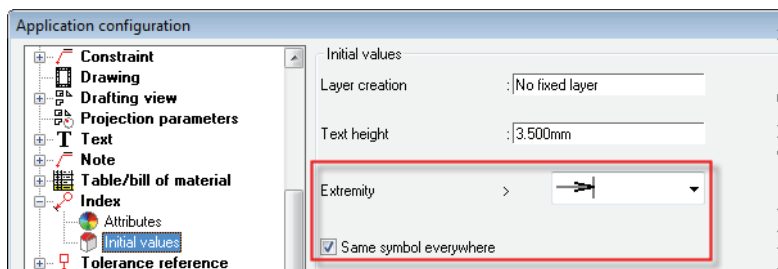 Application configuration
Constraint
Drawing
Drafting view
Projection parameters
Text
Note
Table/bill of material
Index
Attributes
Initial values
Tolerance reference
Initial values
Layer creation : No fixed layer
Text height : 3.500mm
Extremity >
Same symbol everywhere